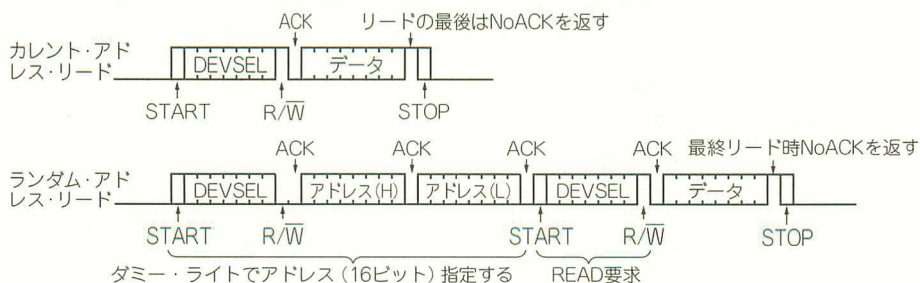 ACK リードの最後はNoACKを返す
カレント・アド
レス・リード
DEVSEL データ
START R/W̅ STOP
ACK ACK ACK ACK 最終リード時NoACKを返す
ランダム・アド
レス・リード
DEVSEL アドレス(H) アドレス(L) DEVSEL データ
START R/W̅ START R/W̅ STOP
ダミー・ライトでアドレス(16ビット)指定する READ要求